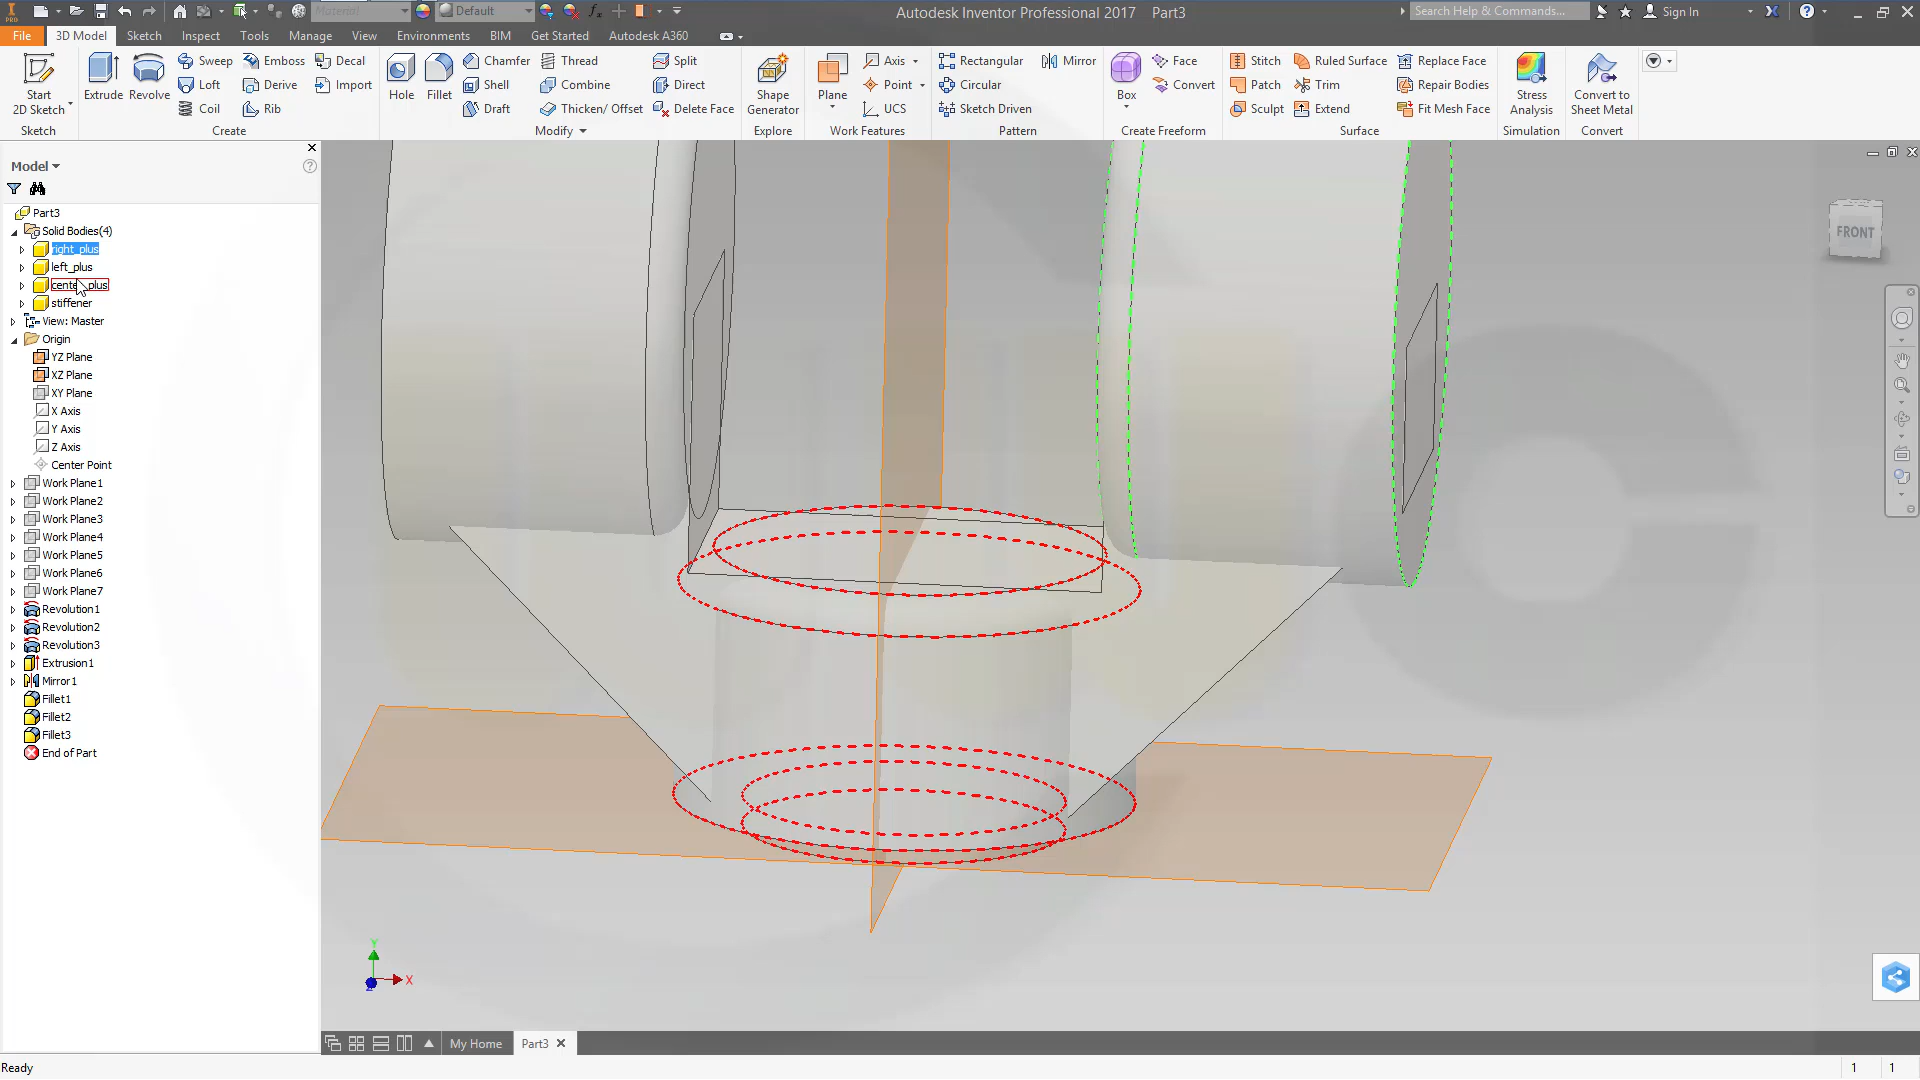 PRO
Material
Default
fx
Autodesk Inventor Professional 2017 Part3
Search Help & Commands...
Sign In
File
3D Model
Sketch
Inspect
Tools
Manage
View
Environments
BIM
Get Started
Autodesk A360
Start
2D Sketch
Sketch
Extrude
Revolve
Sweep
Loft
Coil
Emboss
Derive
Rib
Decal
Import
Create
Hole
Fillet
Chamfer
Shell
Draft
Thread
Combine
Thicken/ Offset
Split
Direct
Delete Face
Modify
Shape
Generator
Explore
Plane
Axis
Point
UCS
Work Features
Rectangular
Circular
Sketch Driven
Mirror
Pattern
Box
Face
Convert
Create Freeform
Stitch
Patch
Sculpt
Ruled Surface
Trim
Extend
Replace Face
Repair Bodies
Fit Mesh Face
Surface
Stress
Analysis
Simulation
Convert to
Sheet Metal
Convert
Model
Part3
Solid Bodies(4)
right_plus
left_plus
center_plus
stiffener
View: Master
Origin
YZ Plane
XZ Plane
XY Plane
X Axis
Y Axis
Z Axis
Center Point
Work Plane1
Work Plane2
Work Plane3
Work Plane4
Work Plane5
Work Plane6
Work Plane7
Revolution1
Revolution2
Revolution3
Extrusion1
Mirror1
Fillet1
Fillet2
Fillet3
End of Part
FRONT
Y
X
Z
My Home
Part3
Ready
1 1